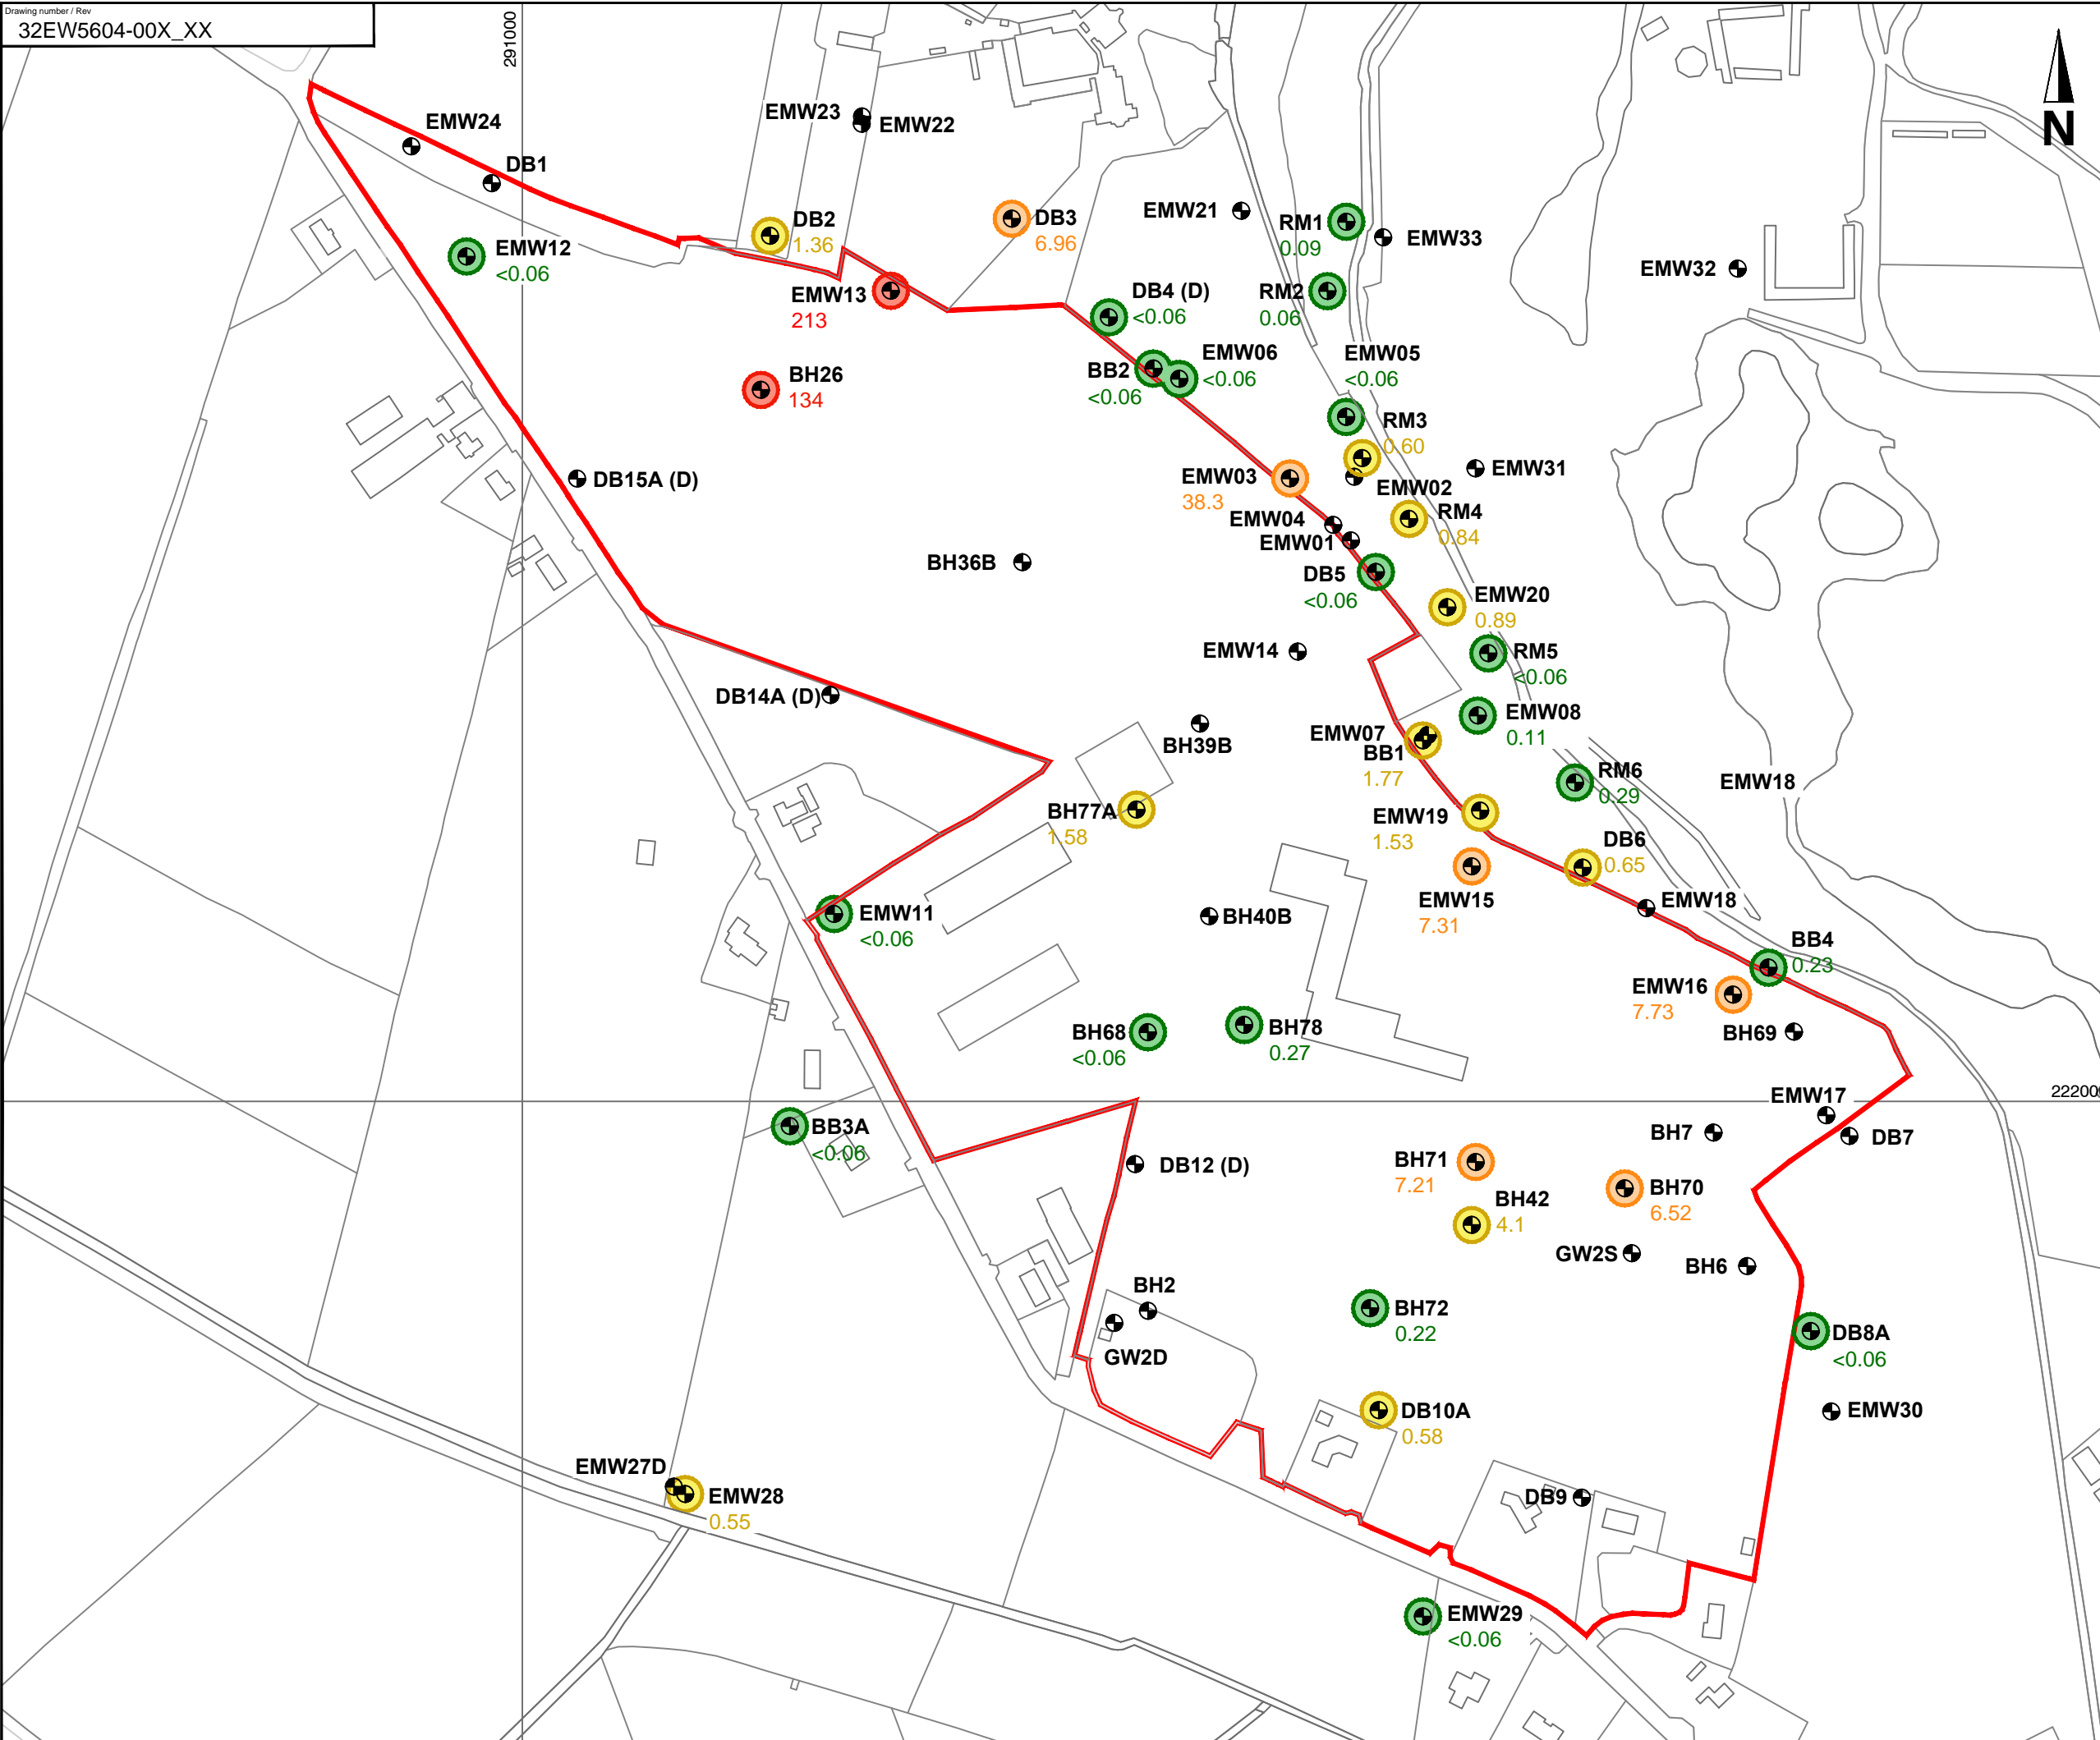 Drawing number / Rev
32EW5604-00X_XX
291000
N
EMW24
EMW23
EMW22
DB1
DB2
1.36
DB3
6.96
EMW21
RM1
0.09
EMW33
EMW12
<0.06
EMW32
EMW13
213
DB4 (D)
<0.06
RM2
0.06
EMW06
<0.06
EMW05
<0.06
BB2
<0.06
BH26
134
RM3
0.60
EMW03
38.3
EMW31
EMW02
DB15A (D)
RM4
0.84
EMW04
EMW01
BH36B
DB5
<0.06
EMW20
0.89
EMW14
RM5
<0.06
DB14A (D)
EMW08
0.11
EMW07
BB1
1.77
BH39B
RM6
0.29
EMW18
BH77A
1.58
EMW19
1.53
DB6
0.65
EMW15
7.31
EMW18
EMW11
<0.06
BH40B
BB4
0.23
EMW16
7.73
BH68
<0.06
BH78
0.27
BH69
222000
EMW17
BB3A
<0.06
BH7
DB7
DB12 (D)
BH71
7.21
BH70
6.52
BH42
4.1
GW2S
BH6
BH2
BH72
0.22
DB8A
<0.06
GW2D
DB10A
0.58
EMW30
EMW27D
EMW28
0.55
DB9
EMW29
<0.06